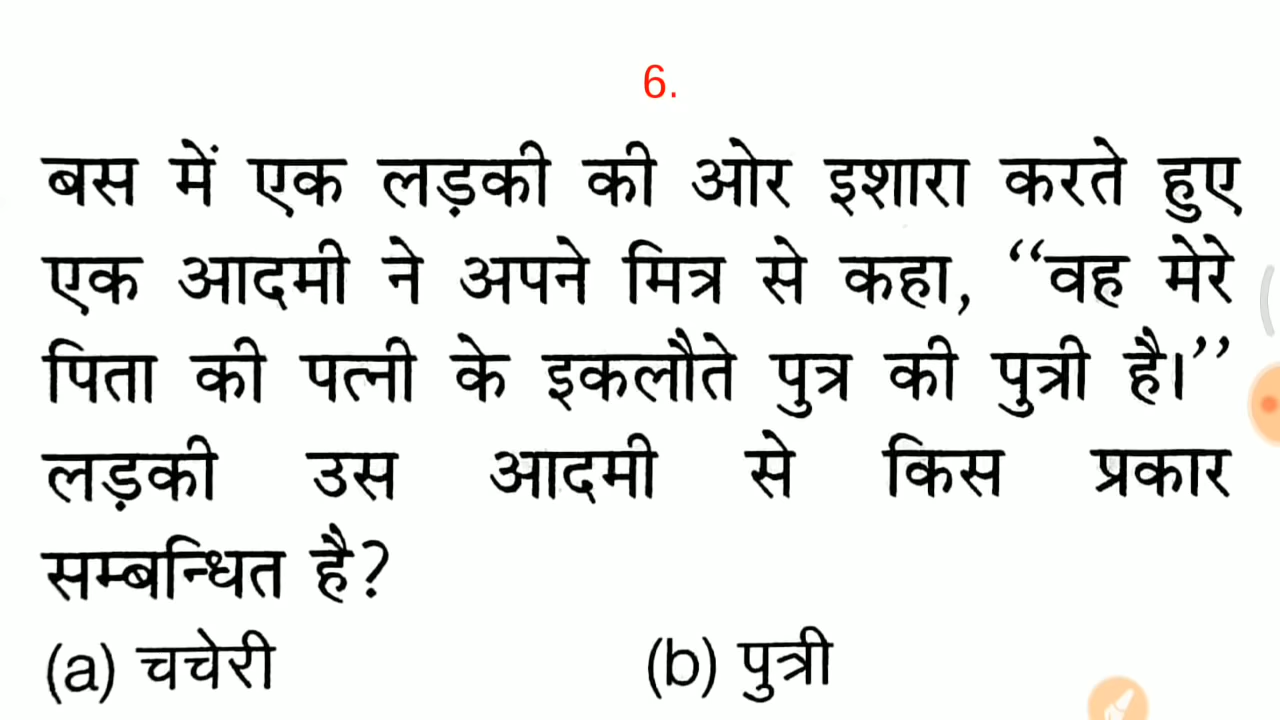 6.
बस में एक लड़की की ओर इशारा करते हुए
एक आदमी ने अपने मित्र से कहा, ‘‘वह मेरे
पिता की पत्नी के इकलौते पुत्र की पुत्री है।’’
लड़की उस आदमी से किस प्रकार
सम्बन्धित है?
(a) चचेरी (b) पुत्री